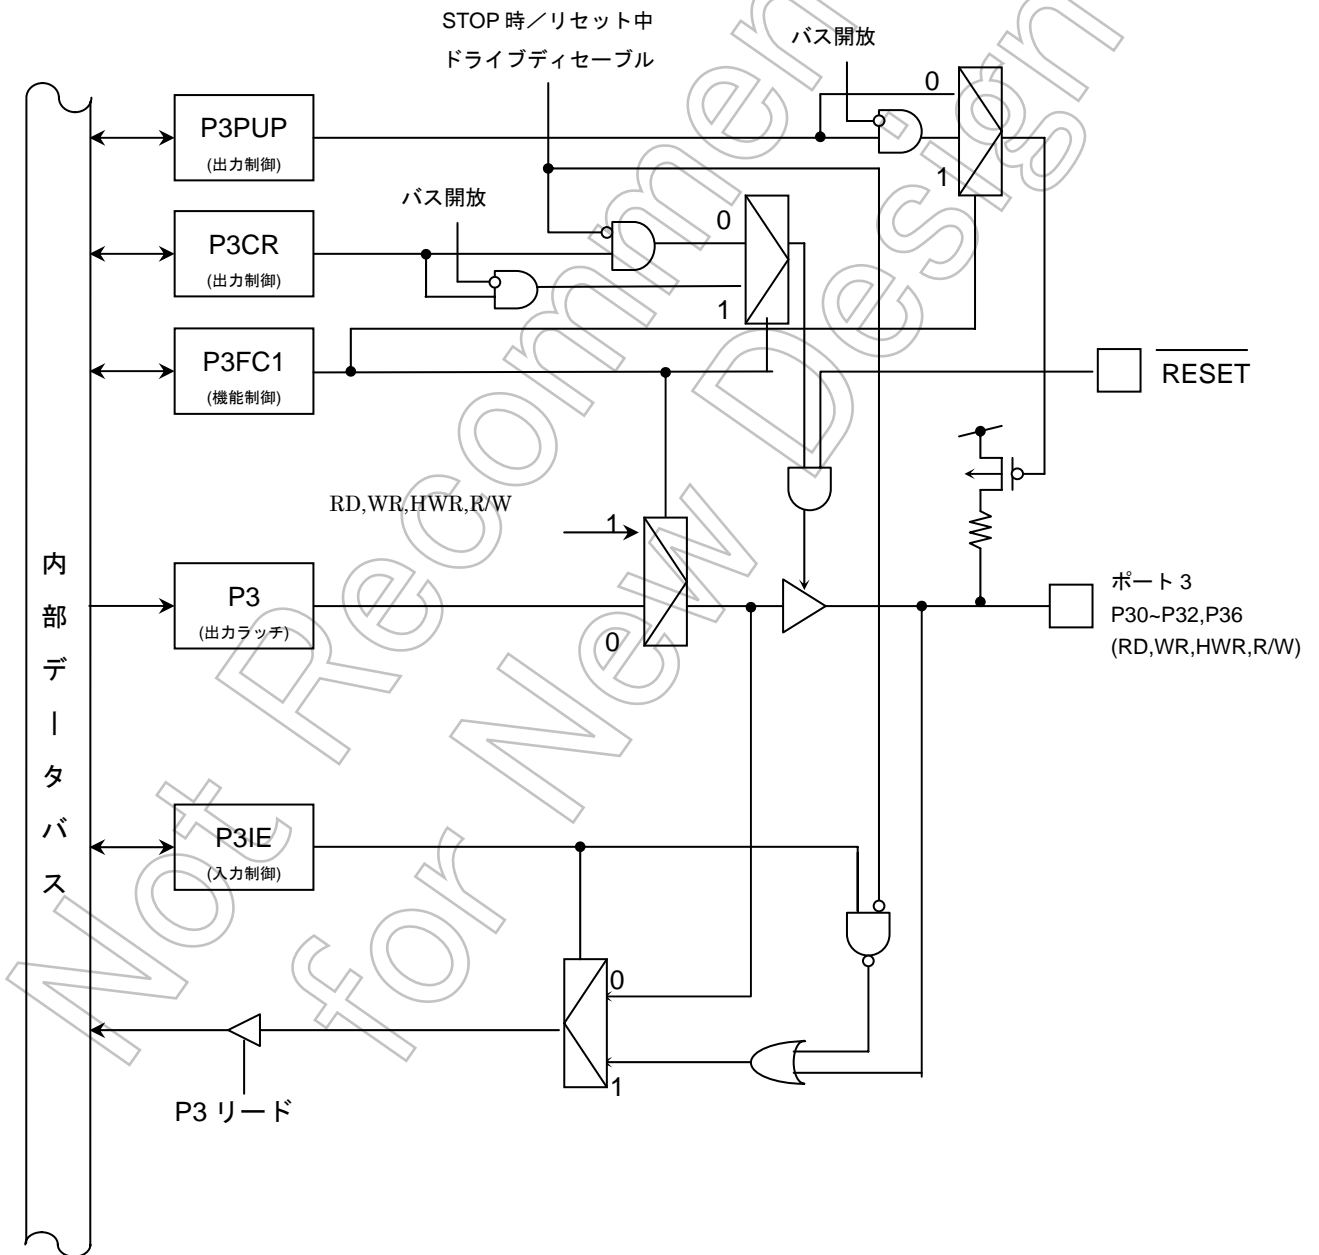 STOP 時／リセット中
ドライブディセーブル
バス開放
0
1
P3PUP
(出力制御)
バス開放
P3CR
(出力制御)
0
1
P3FC1
(機能制御)
RESET
RD,WR,HWR,R/W
1
0
内部データバス
P3
(出力ラッチ)
ポート 3
P30~P32,P36
(RD,WR,HWR,R/W)
P3IE
(入力制御)
0
1
P3 リード
Not Recommended
for New Design